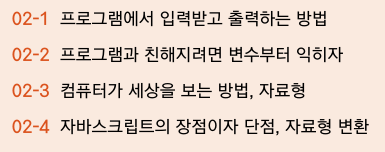 02-1 프로그램에서 입력받고 출력하는 방법
02-2 프로그램과 친해지려면 변수부터 익히자
02-3 컴퓨터가 세상을 보는 방법, 자료형
02-4 자바스크립트의 장점이자 단점, 자료형 변환